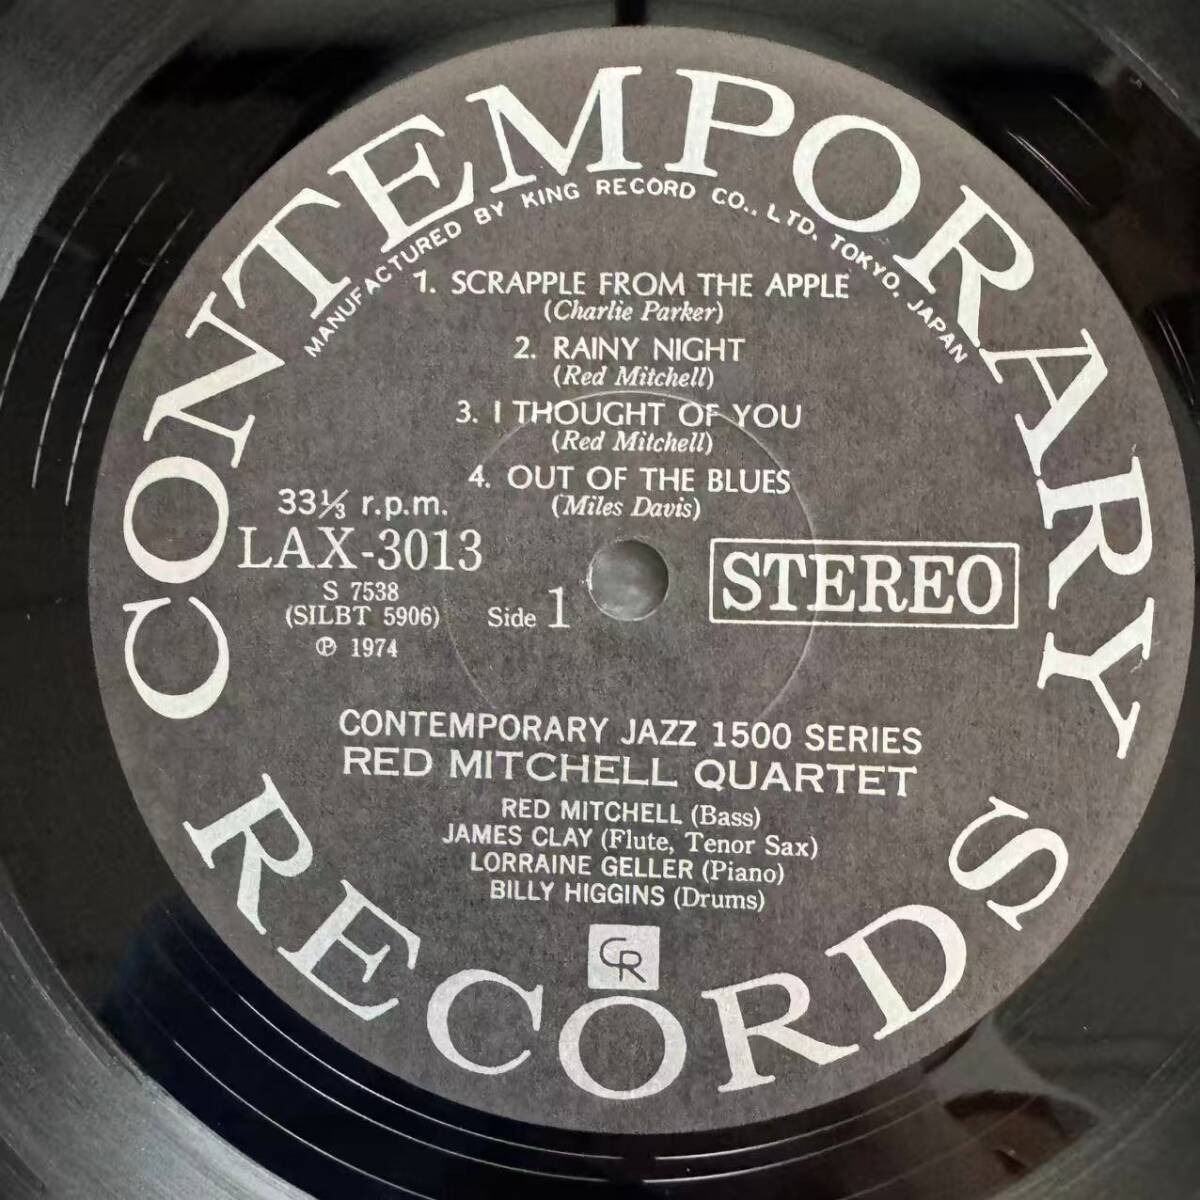 CONTEMPORARY
MANUFACTURED BY KING RECORD CO., LTD. TOKYO, JAPAN
1. SCRAPPLE FROM THE APPLE
(Charlie Parker)
2. RAINY NIGHT
(Red Mitchell)
3. I THOUGHT OF YOU
(Red Mitchell)
4. OUT OF THE BLUES
(Miles Davis)
33⅓ r.p.m.
LAX-3013
S 7538
(SILBT 5906)
℗ 1974
Side 1
STEREO
CONTEMPORARY JAZZ 1500 SERIES
RED MITCHELL QUARTET
RED MITCHELL (Bass)
JAMES CLAY (Flute, Tenor Sax)
LORRAINE GELLER (Piano)
BILLY HIGGINS (Drums)
CR
RECORDS